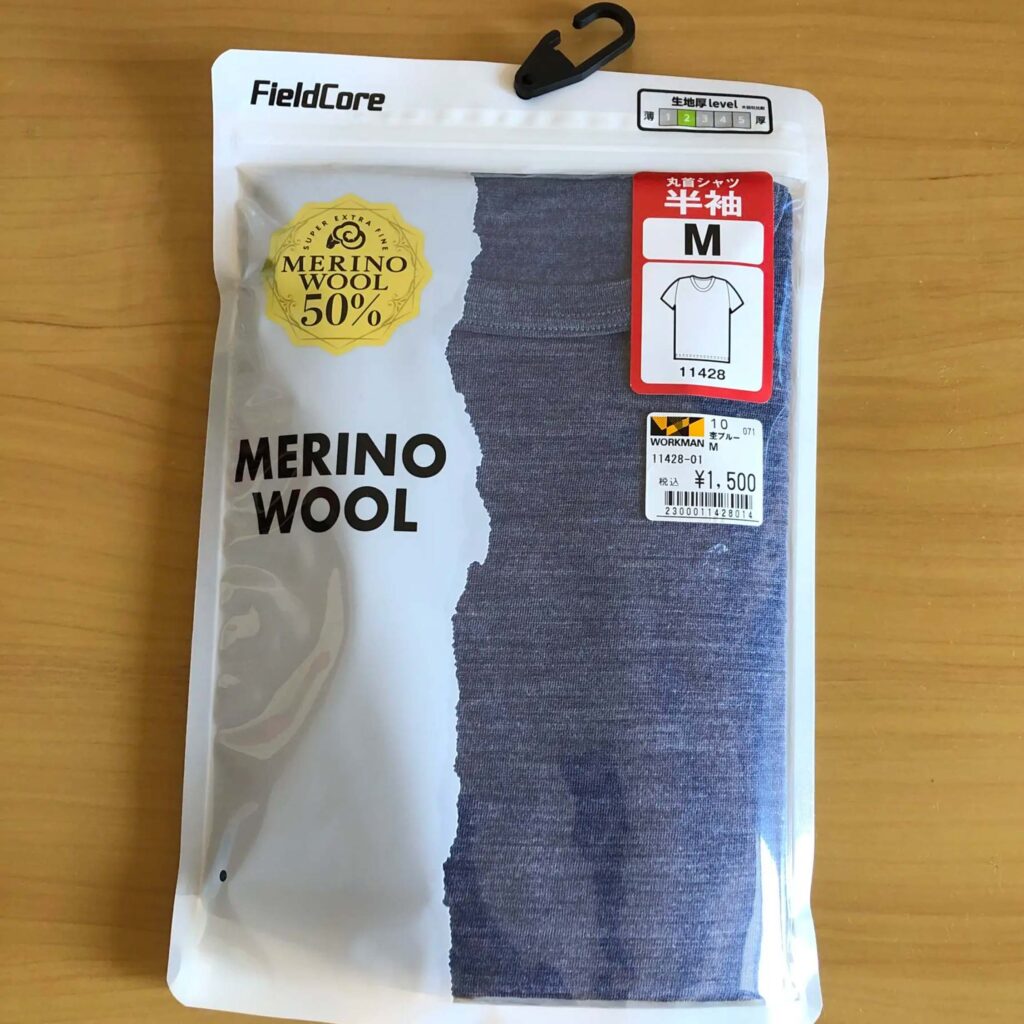 FieldCore
生地厚level
薄 1 2 3 4 5 厚
SUPER EXTRA FINE
MERINO
WOOL
50%
MERINO
WOOL
丸首シャツ
半袖
M
11428
WORKMAN
10
杢ブルー 071
M
11428-01
税込 ¥1,500
2300011428014